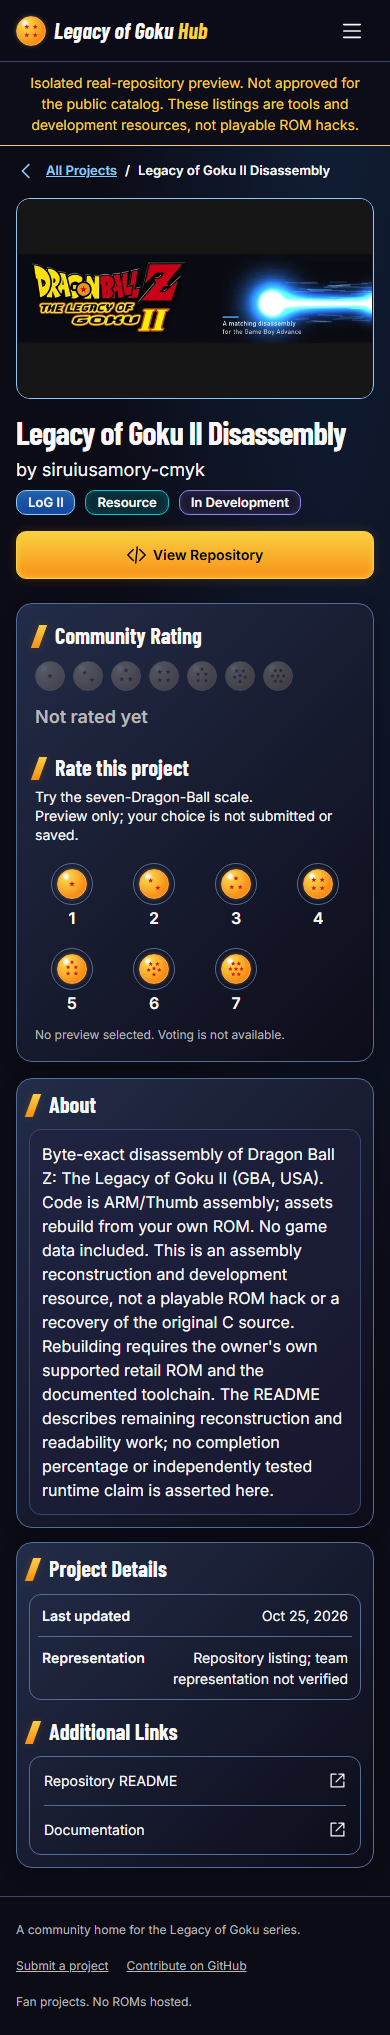 Legacy of Goku Hub
Isolated real-repository preview. Not approved for
the public catalog. These listings are tools and
development resources, not playable ROM hacks.
All Projects / Legacy of Goku II Disassembly
DRAGON BALL Z
THE LEGACY OF
GOKU II
A matching disassembly
for the Game Boy Advance
Legacy of Goku II Disassembly
by siruiusamory-cmyk
LoG II Resource In Development
View Repository
Community Rating
Not rated yet
Rate this project
Try the seven-Dragon-Ball scale.
Preview only; your choice is not submitted or
saved.
1 2 3 4
5 6 7
No preview selected. Voting is not available.
About
Byte-exact disassembly of Dragon Ball
Z: The Legacy of Goku II (GBA, USA).
Code is ARM/Thumb assembly; assets
rebuild from your own ROM. No game
data included. This is an assembly
reconstruction and development
resource, not a playable ROM hack or a
recovery of the original C source.
Rebuilding requires the owner's own
supported retail ROM and the
documented toolchain. The README
describes remaining reconstruction and
readability work; no completion
percentage or independently tested
runtime claim is asserted here.
Project Details
Last updated Oct 25, 2026
Representation Repository listing; team
representation not verified
Additional Links
Repository README
Documentation
A community home for the Legacy of Goku series.
Submit a project Contribute on GitHub
Fan projects. No ROMs hosted.